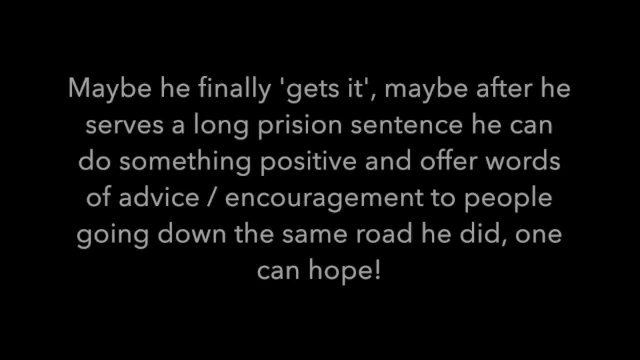 Maybe he finally 'gets it', maybe after he
serves a long prision sentence he can
do something positive and offer words
of advice / encouragement to people
going down the same road he did, one
can hope!